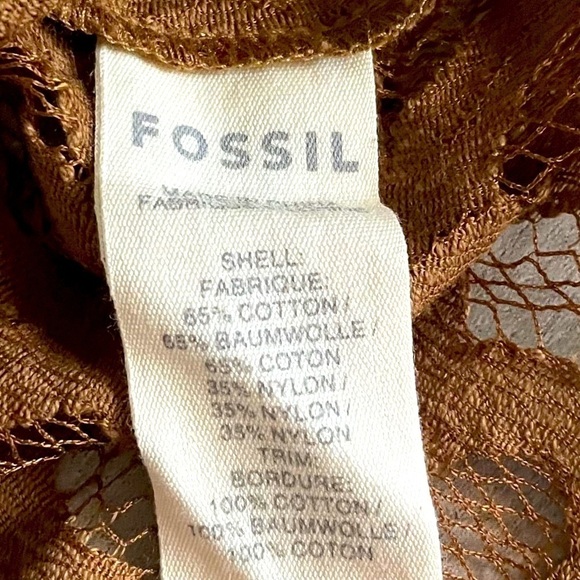 FOSSIL
SHELL:
FABRIQUE:
65% COTTON /
65% BAUMWOLLE /
65% COTON
35% NYLON /
35% NYLON /
35% NYLON
TRIM:
BORDURE:
100% COTTON /
100% BAUMWOLLE /
100% COTON